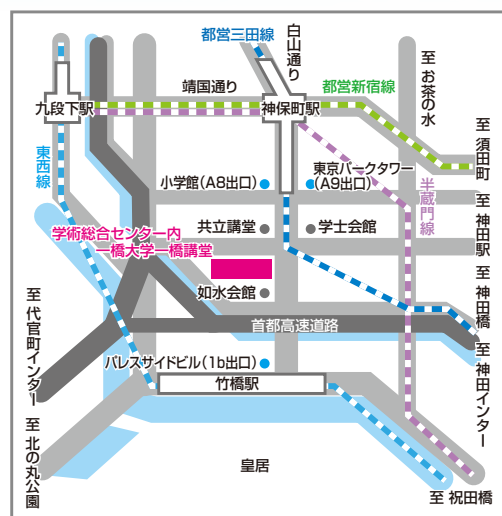 都営三田線
白山通り
靖国通り
都営新宿線
至 お茶の水
九段下駅
神保町駅
至 須田町
東西線
小学館（A8出口）
東京パークタワー
（A9出口）
半蔵門線
共立講堂
学士会館
至 神田駅
学術総合センター内
一橋大学一橋講堂
如水会館
至 神田橋
首都高速道路
至 代官町インター
至 神田インター
パレスサイドビル（1b出口）
竹橋駅
至 北の丸公園
皇居
至 祝田橋